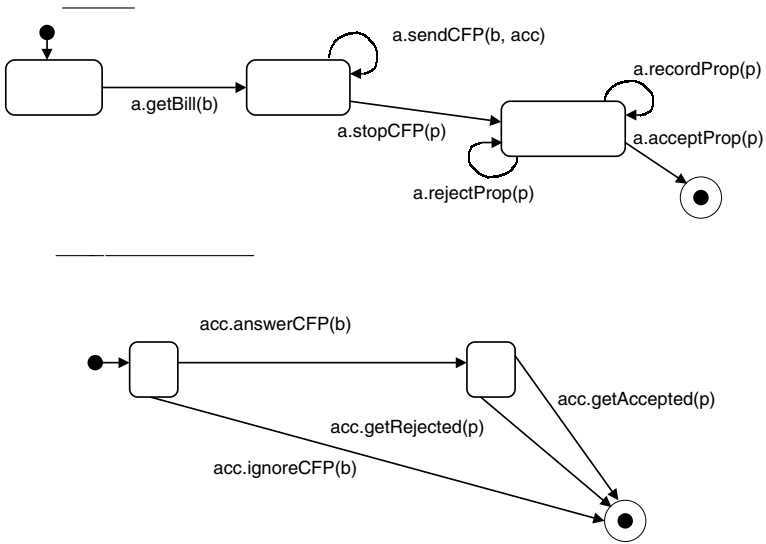 a.sendCFP(b, acc)
a.recordProp(p)
a.getBill(b)
a.stopCFP(p)
a.acceptProp(p)
a.rejectProp(p)
acc.answerCFP(b)
acc.getAccepted(p)
acc.getRejected(p)
acc.ignoreCFP(b)